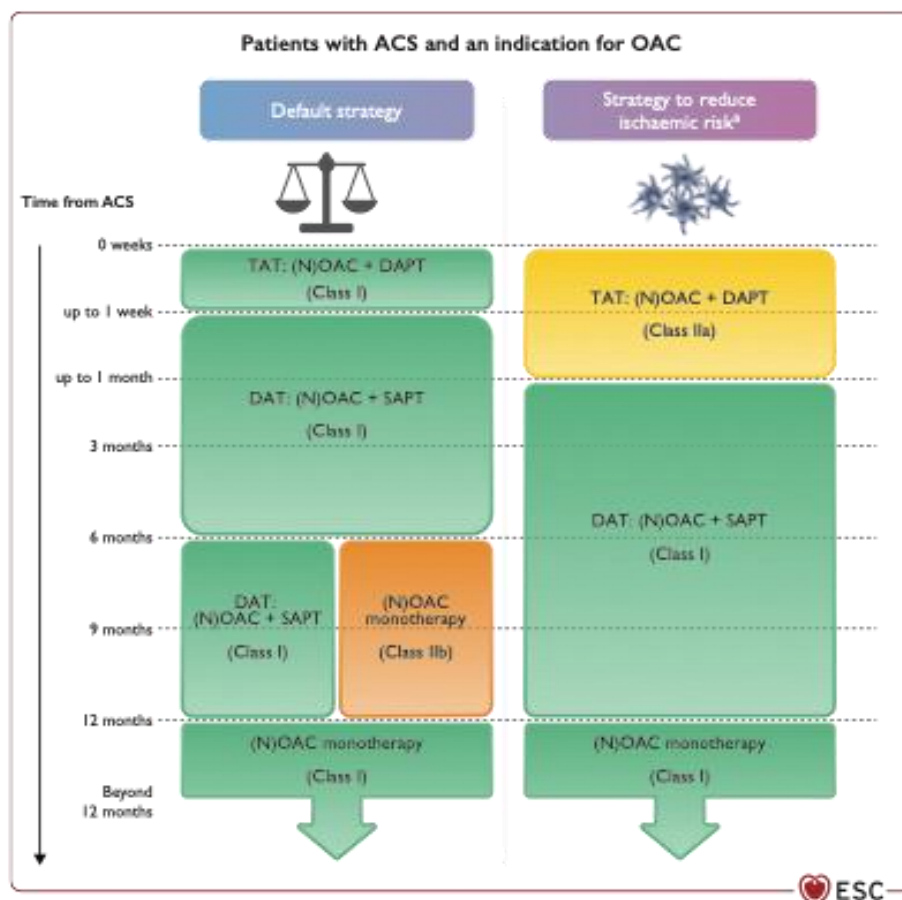 Patients with ACS and an indication for OAC
Default strategy
Strategy to reduce
ischaemic riskª
Time from ACS
0 weeks
TAT: (N)OAC + DAPT
(Class I)
TAT: (N)OAC + DAPT
(Class IIa)
up to 1 week
up to 1 month
DAT: (N)OAC + SAPT
(Class I)
3 months
DAT: (N)OAC + SAPT
(Class I)
6 months
DAT:
(N)OAC + SAPT
(Class I)
(N)OAC
monotherapy
(Class IIb)
9 months
12 months
(N)OAC monotherapy
(Class I)
(N)OAC monotherapy
(Class I)
Beyond
12 months
ESC